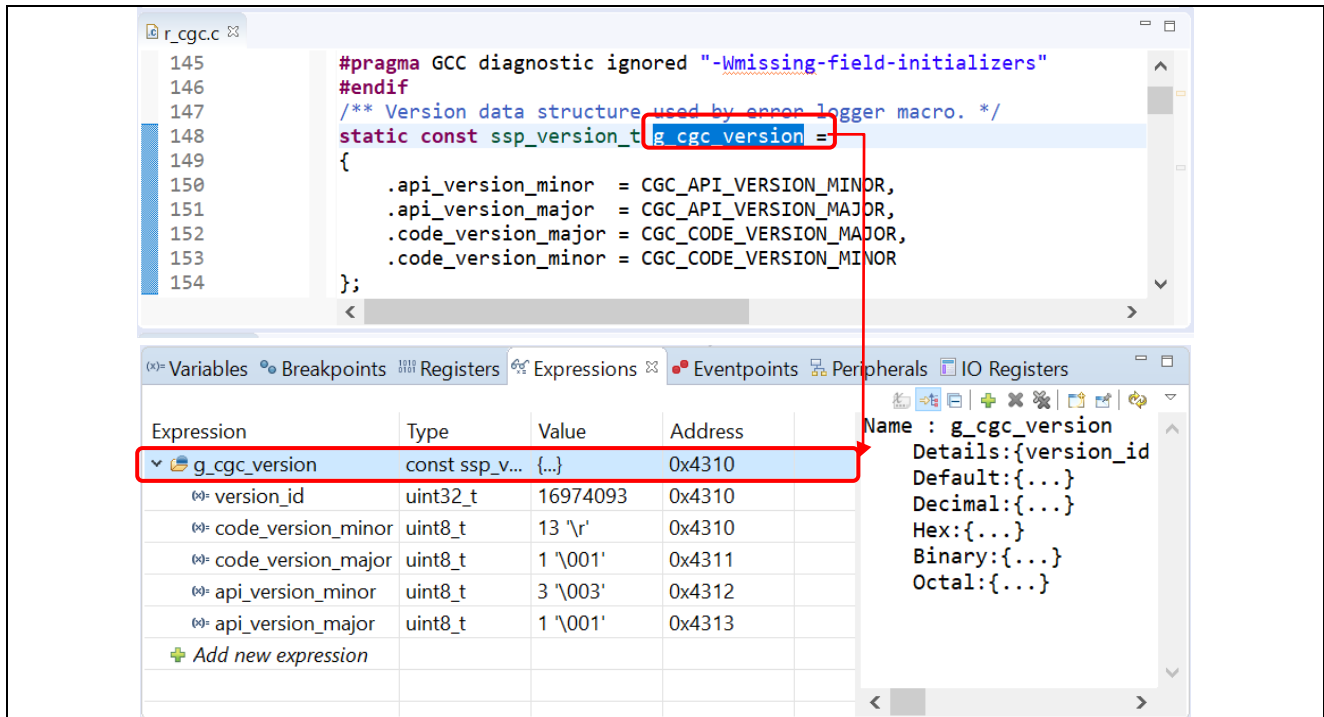 r_cgc.c
145 #pragma GCC diagnostic ignored "-Wmissing-field-initializers"
146 #endif
147 /** Version data structure used by error logger macro. */
148 static const ssp_version_t g_cgc_version =
149 {
150 .api_version_minor = CGC_API_VERSION_MINOR,
151 .api_version_major = CGC_API_VERSION_MAJOR,
152 .code_version_major = CGC_CODE_VERSION_MAJOR,
153 .code_version_minor = CGC_CODE_VERSION_MINOR
154 };
(x)= Variables Breakpoints 1010 Registers Expressions Eventpoints Peripherals IO Registers
Expression Type Value Address
g_cgc_version const ssp_v... {...} 0x4310
(x)= version_id uint32_t 16974093 0x4310
(x)= code_version_minor uint8_t 13 '\r' 0x4310
(x)= code_version_major uint8_t 1 '\001' 0x4311
(x)= api_version_minor uint8_t 3 '\003' 0x4312
(x)= api_version_major uint8_t 1 '\001' 0x4313
Add new expression
Name : g_cgc_version
Details:{version_id
Default:{...}
Decimal:{...}
Hex:{...}
Binary:{...}
Octal:{...}